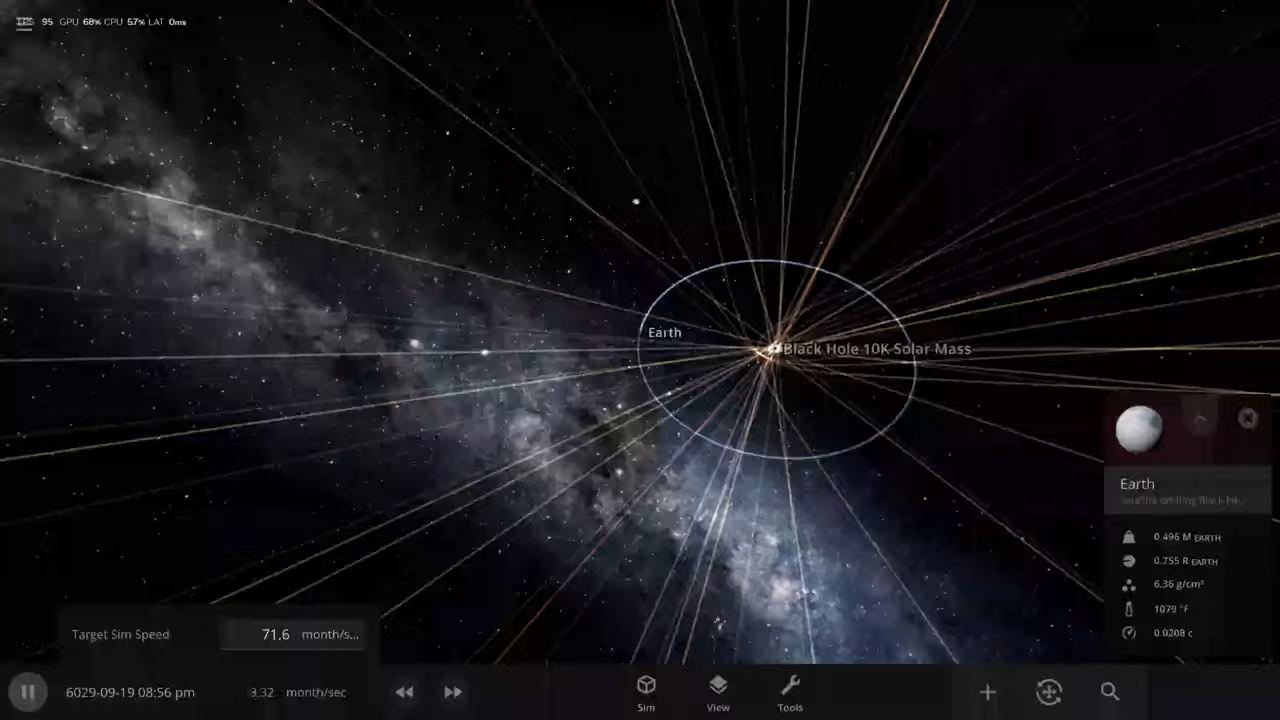 FPS 95 GPU 68% CPU 57% LAT 0ms
Earth
Black Hole 10K Solar Mass
Earth
0.496 M EARTH
0.755 R EARTH
6.36 g/cm³
1079 °F
0.0208 c
Target Sim Speed 71.6 month/s...
6029-09-19 08:56 pm 3.32 month/sec
Sim View Tools